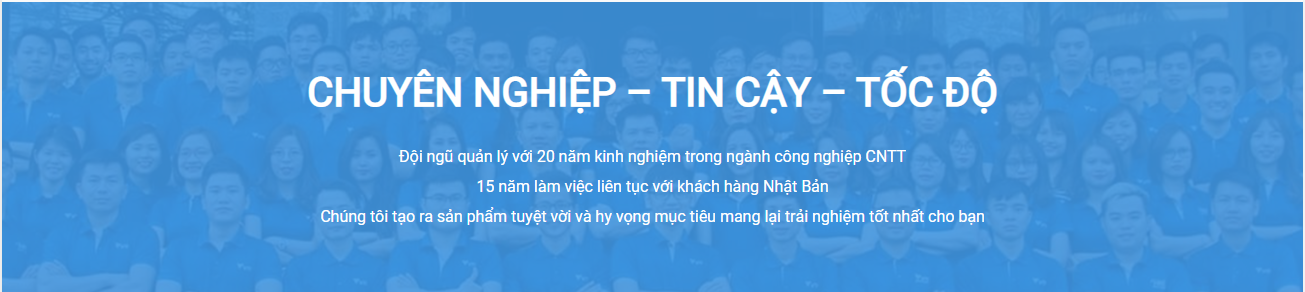 CHUYÊN NGHIỆP – TIN CẬY – TỐC ĐỘ
Đội ngũ quản lý với 20 năm kinh nghiệm trong ngành công nghiệp CNTT
15 năm làm việc liên tục với khách hàng Nhật Bản
Chúng tôi tạo ra sản phẩm tuyệt vời và hy vọng mục tiêu mang lại trải nghiệm tốt nhất cho bạn